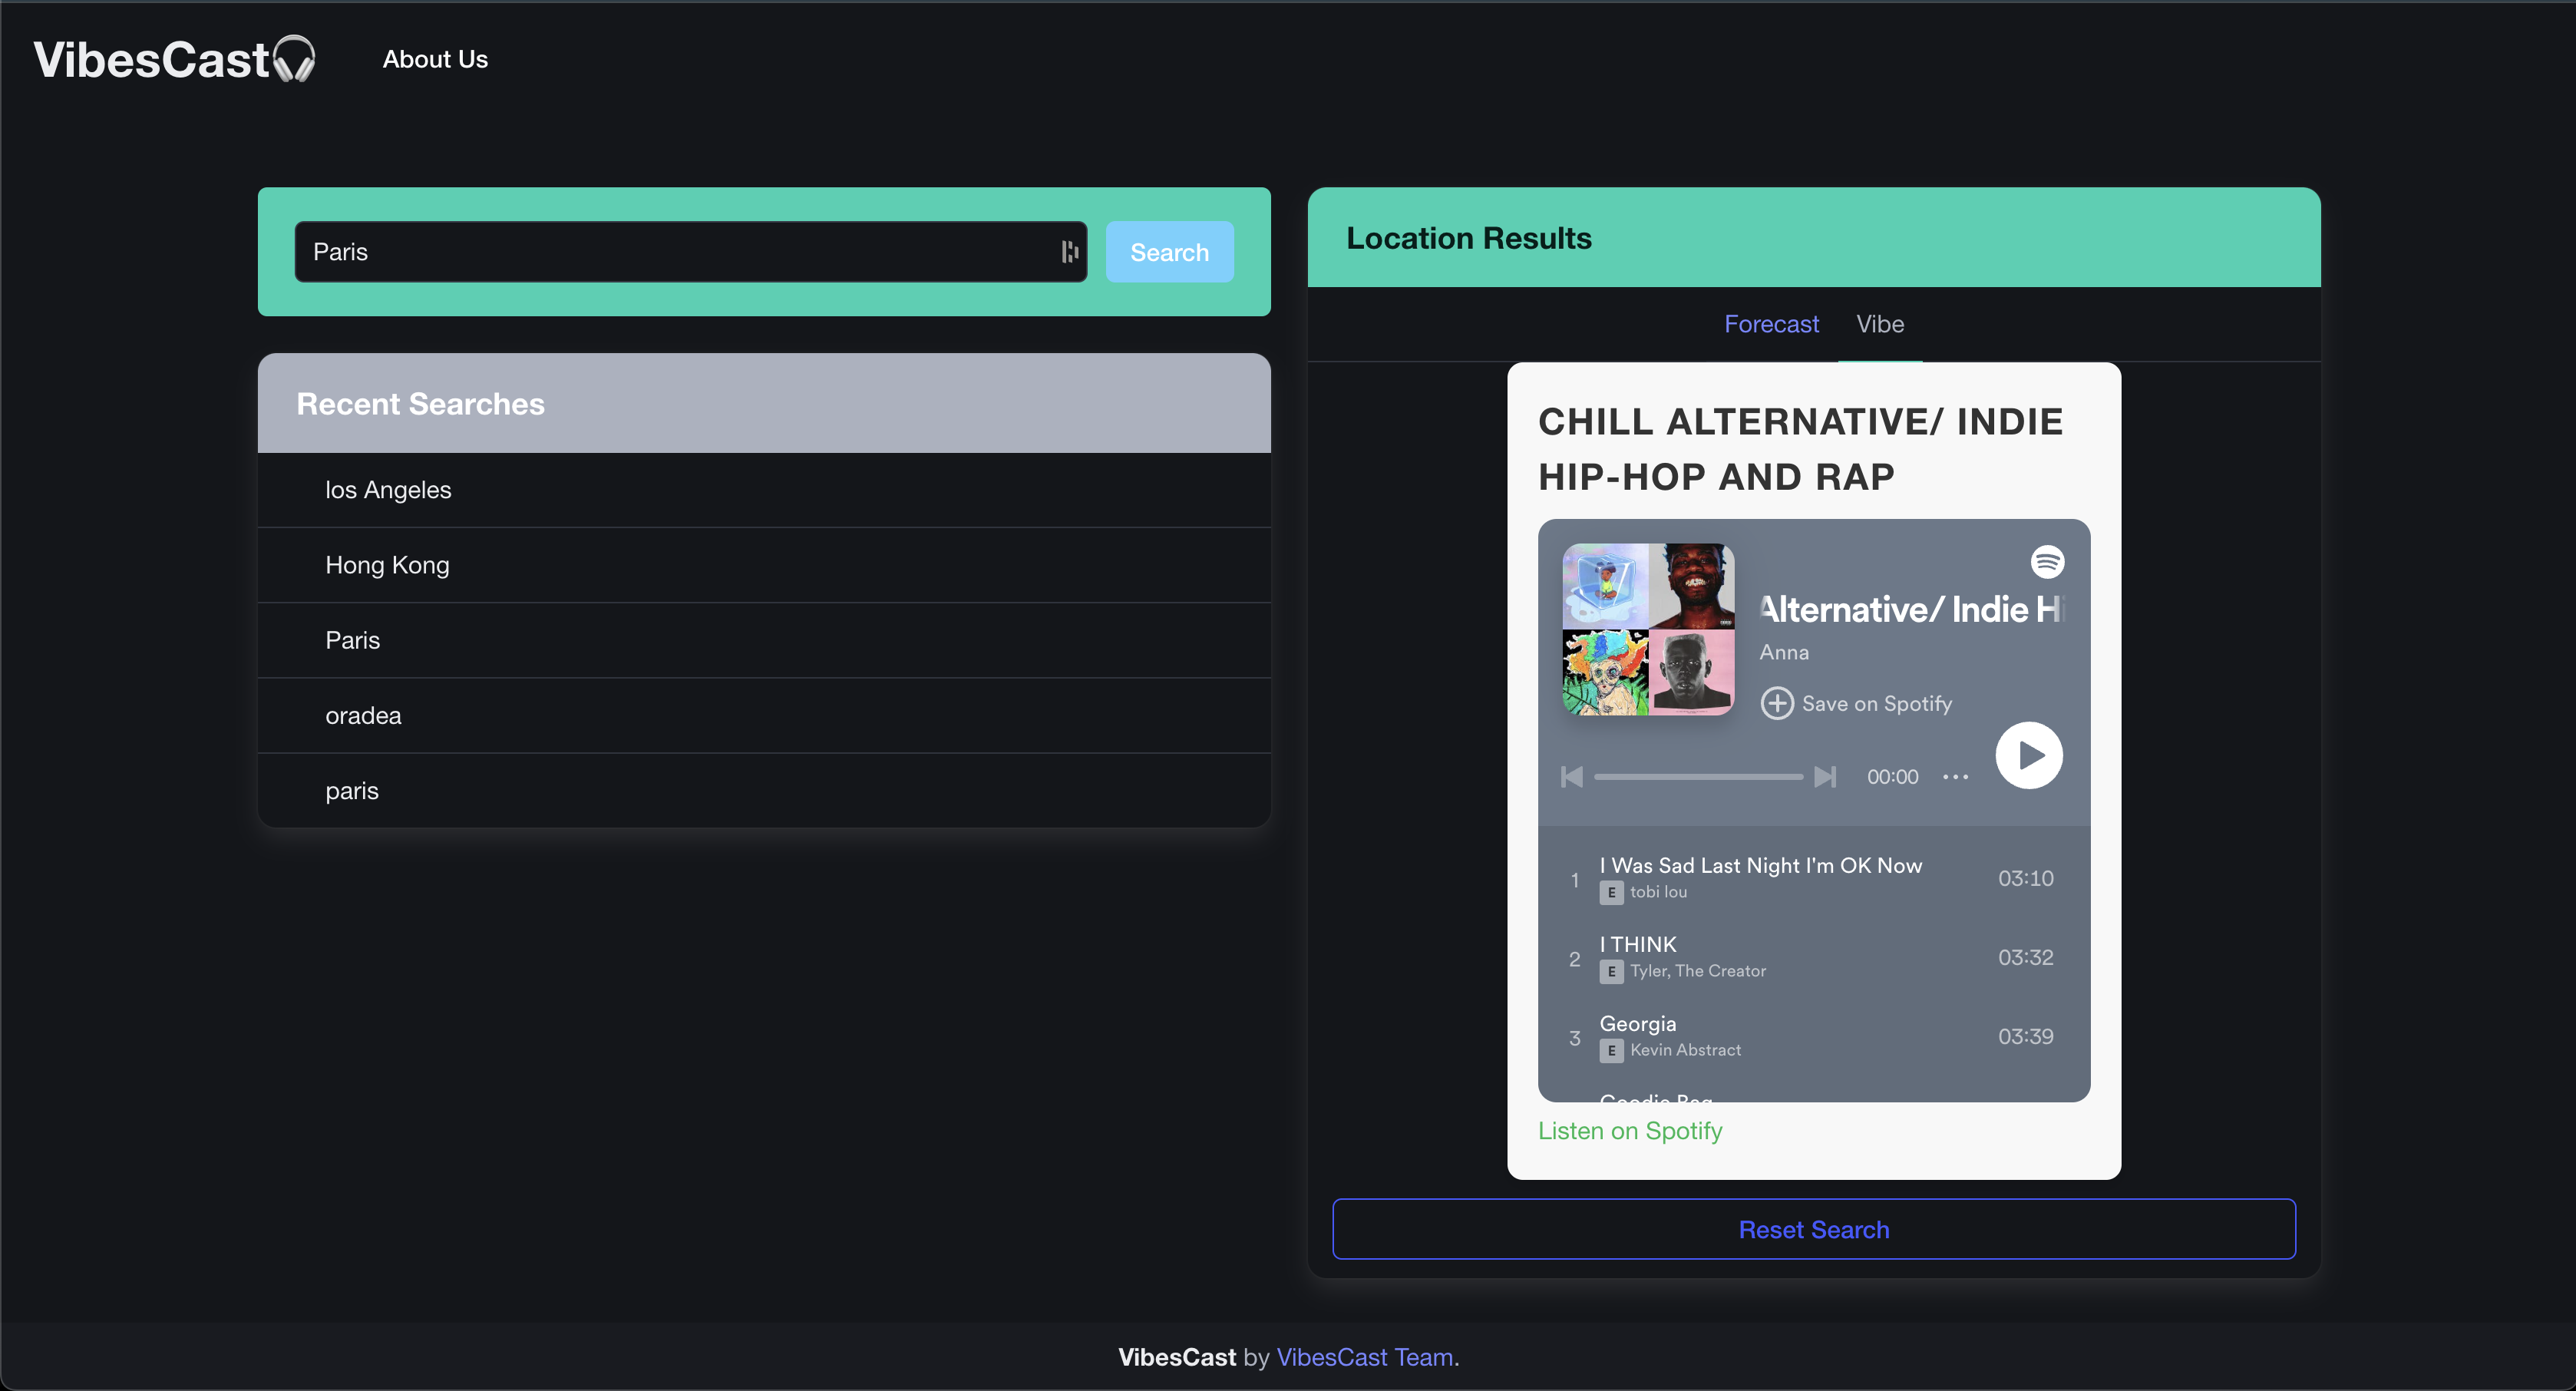 VibesCast
About Us
Paris
Search
Recent Searches
los Angeles
Hong Kong
Paris
oradea
paris
Location Results
Forecast Vibe
CHILL ALTERNATIVE/ INDIE
HIP-HOP AND RAP
Alternative/ Indie H
Anna
Save on Spotify
00:00
1 I Was Sad Last Night I'm OK Now 03:10
E tobi lou
2 I THINK 03:32
E Tyler, The Creator
3 Georgia 03:39
E Kevin Abstract
Goodie Bag
Listen on Spotify
Reset Search
VibesCast by VibesCast Team.